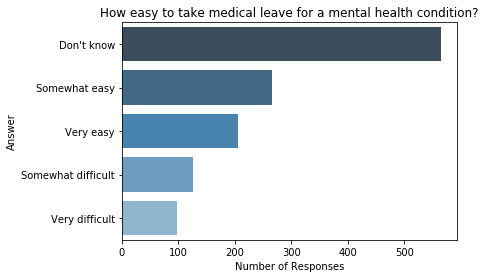 How easy to take medical leave for a mental health condition?
Don't know
Somewhat easy
Very easy
Somewhat difficult
Very difficult
Answer
0 100 200 300 400 500
Number of Responses